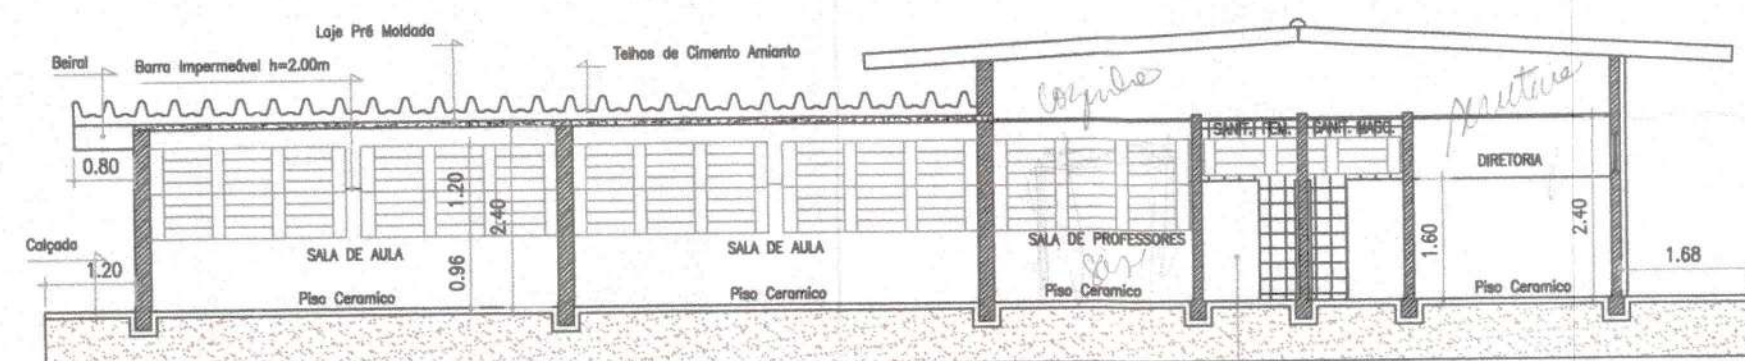 Laje Pré Moldada
Telhas de Cimento Amianto
Beiral
Barra Impermeável h=2.00m
cozinha
SANIT. FEM.
SANIT. MASC.
DIRETORIA
0.80
1.20
2.40
2.40
1.60
SALA DE AULA
SALA DE AULA
SALA DE PROFESSORES
Calçada
1.20
0.96
1.68
Piso Ceramico
Piso Ceramico
Piso Ceramico
Piso Ceramico